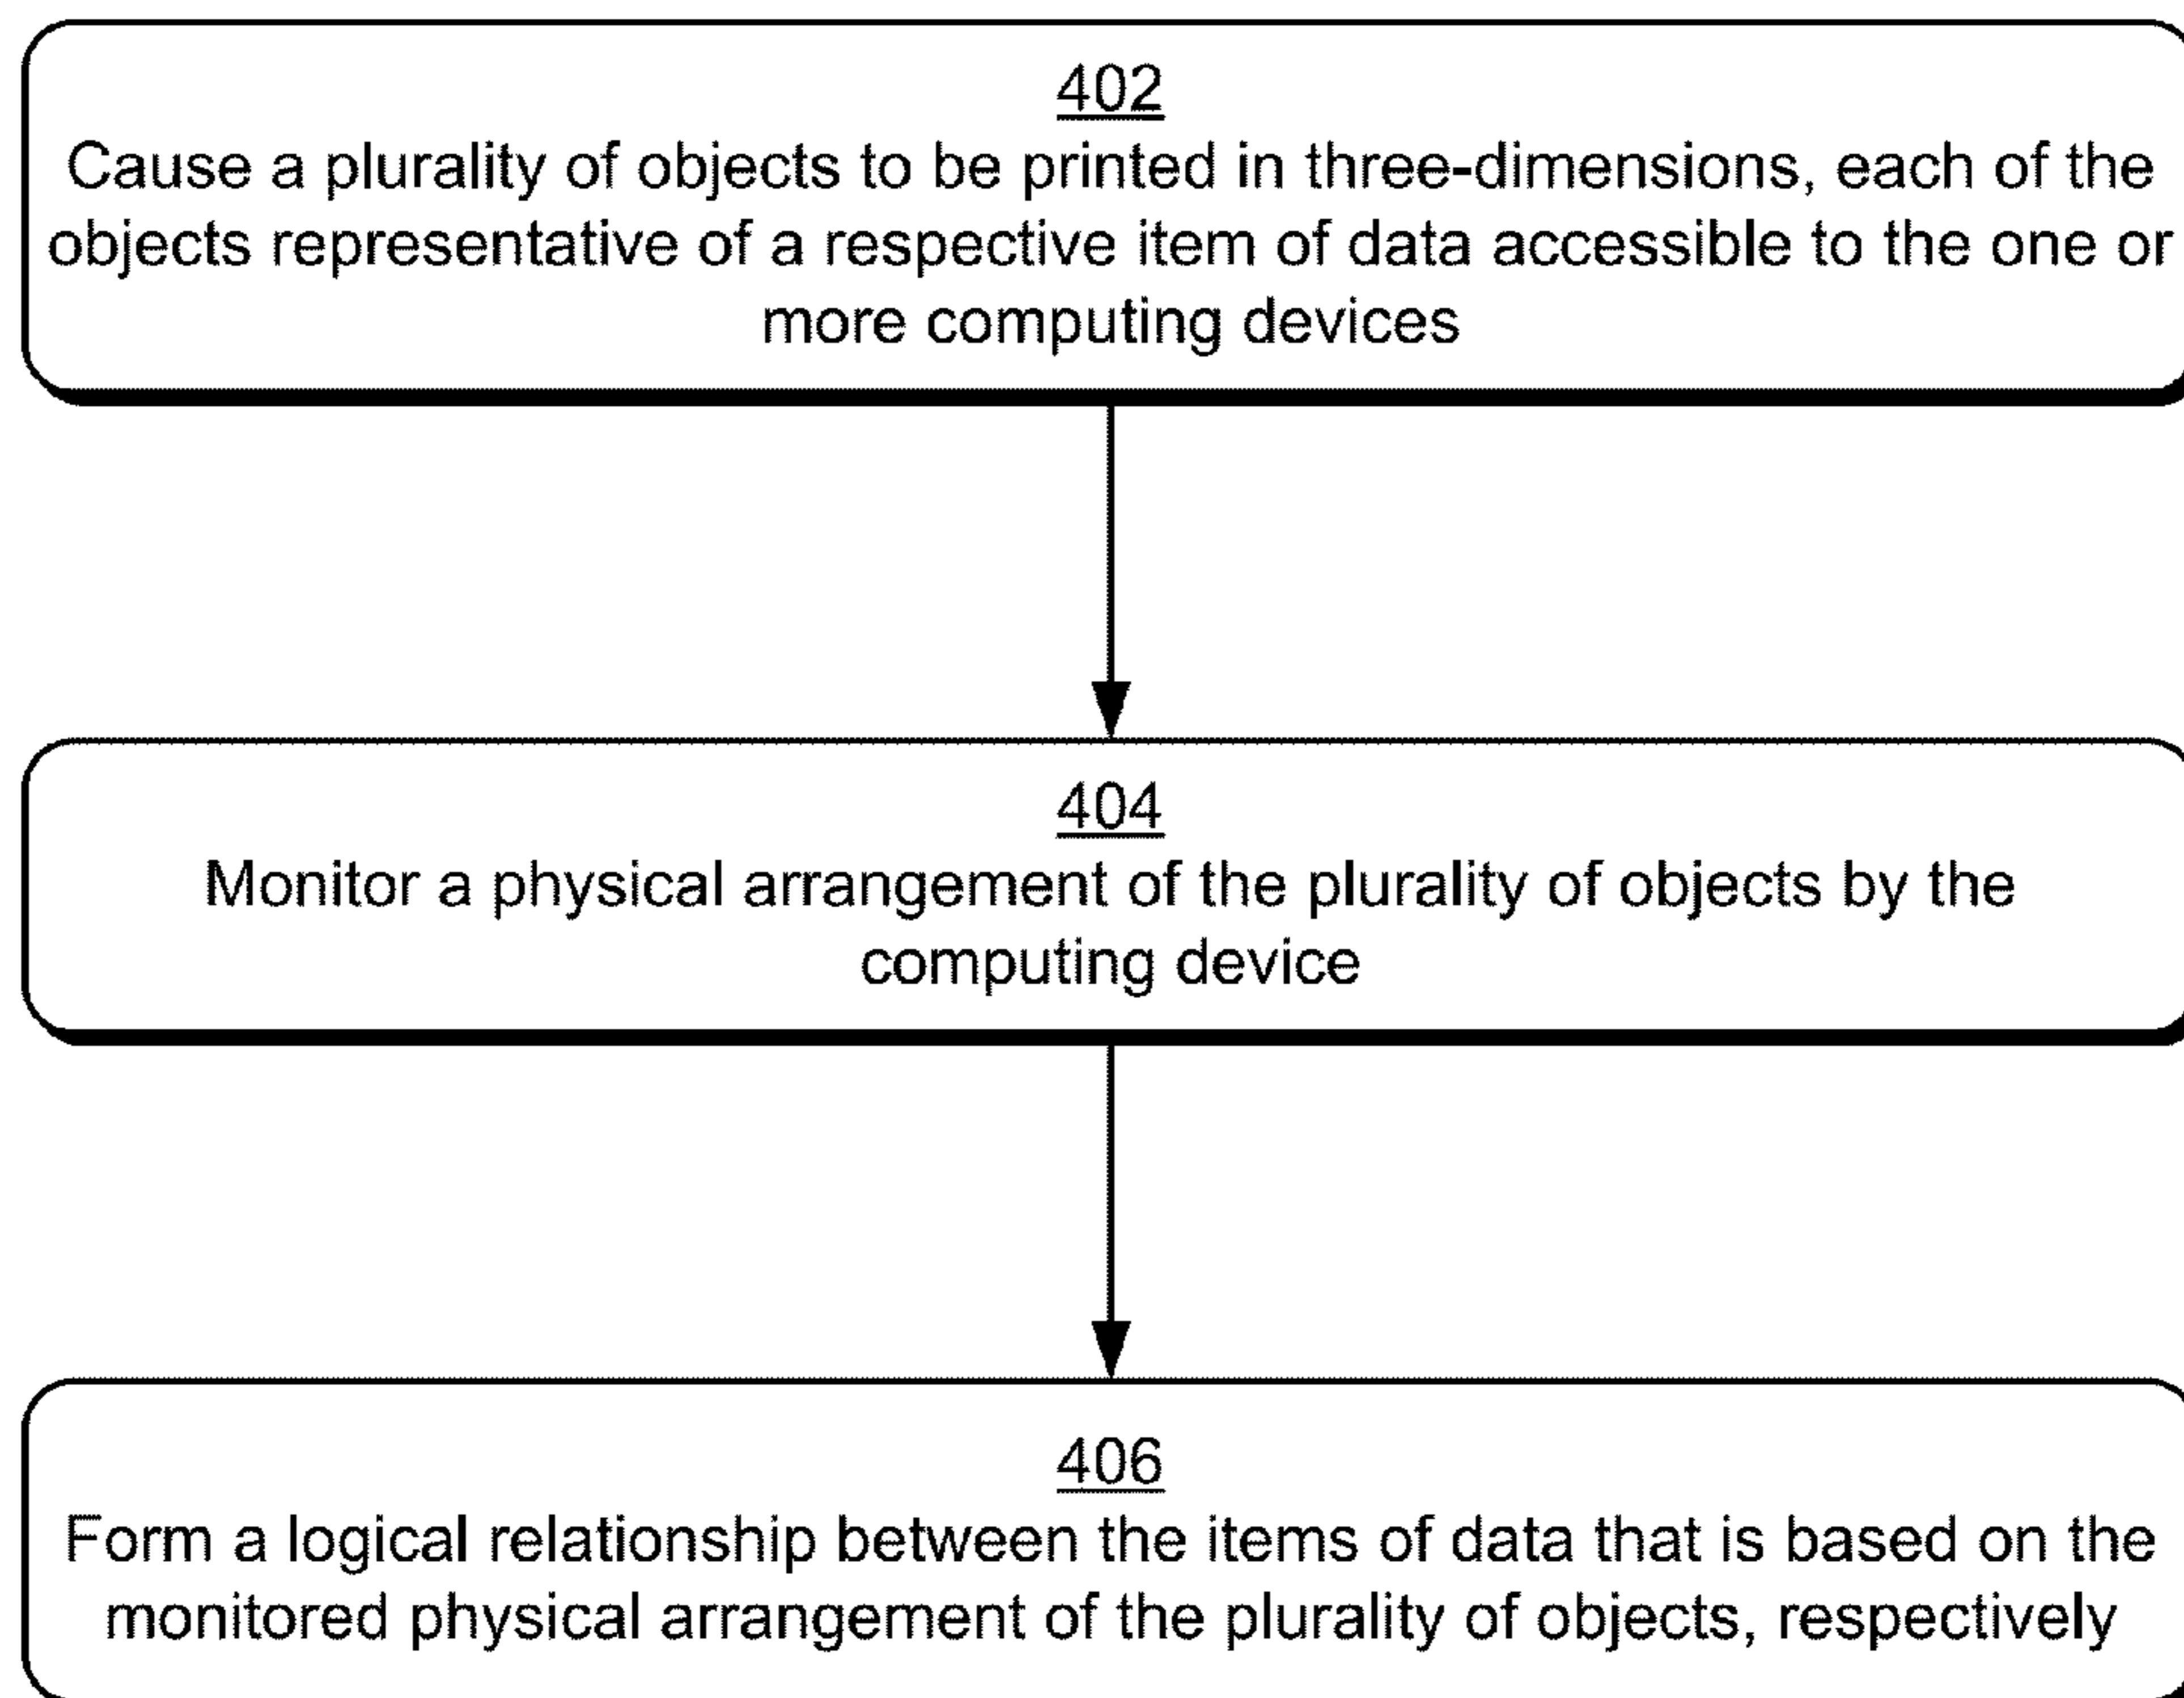 402
Cause a plurality of objects to be printed in three-dimensions, each of the
objects representative of a respective item of data accessible to the one or
more computing devices
404
Monitor a physical arrangement of the plurality of objects by the
computing device
406
Form a logical relationship between the items of data that is based on the
monitored physical arrangement of the plurality of objects, respectively